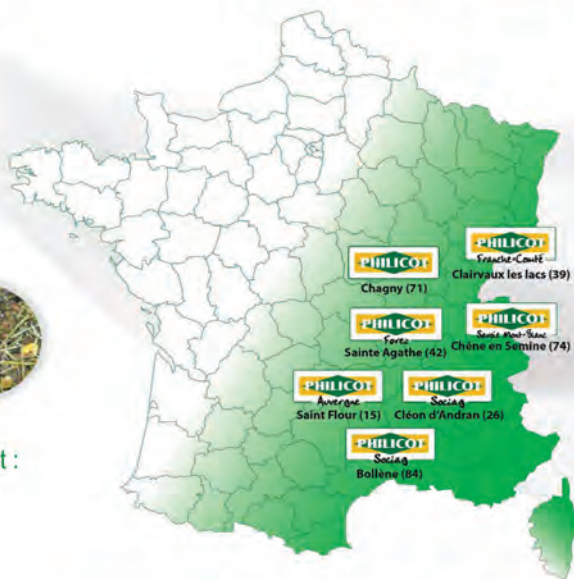 PHILICOT
Chagny (71)
PHILICOT
Franche-Comté
Clairvaux les lacs (39)
PHILICOT
Forez
Sainte Agathe (42)
PHILICOT
Savoie Mont-Blanc
Chêne en Semine (74)
PHILICOT
Auvergne
Saint Flour (15)
PHILICOT
Sociag
Cléon d'Andran (26)
t :
PHILICOT
Sociag
Bollène (84)